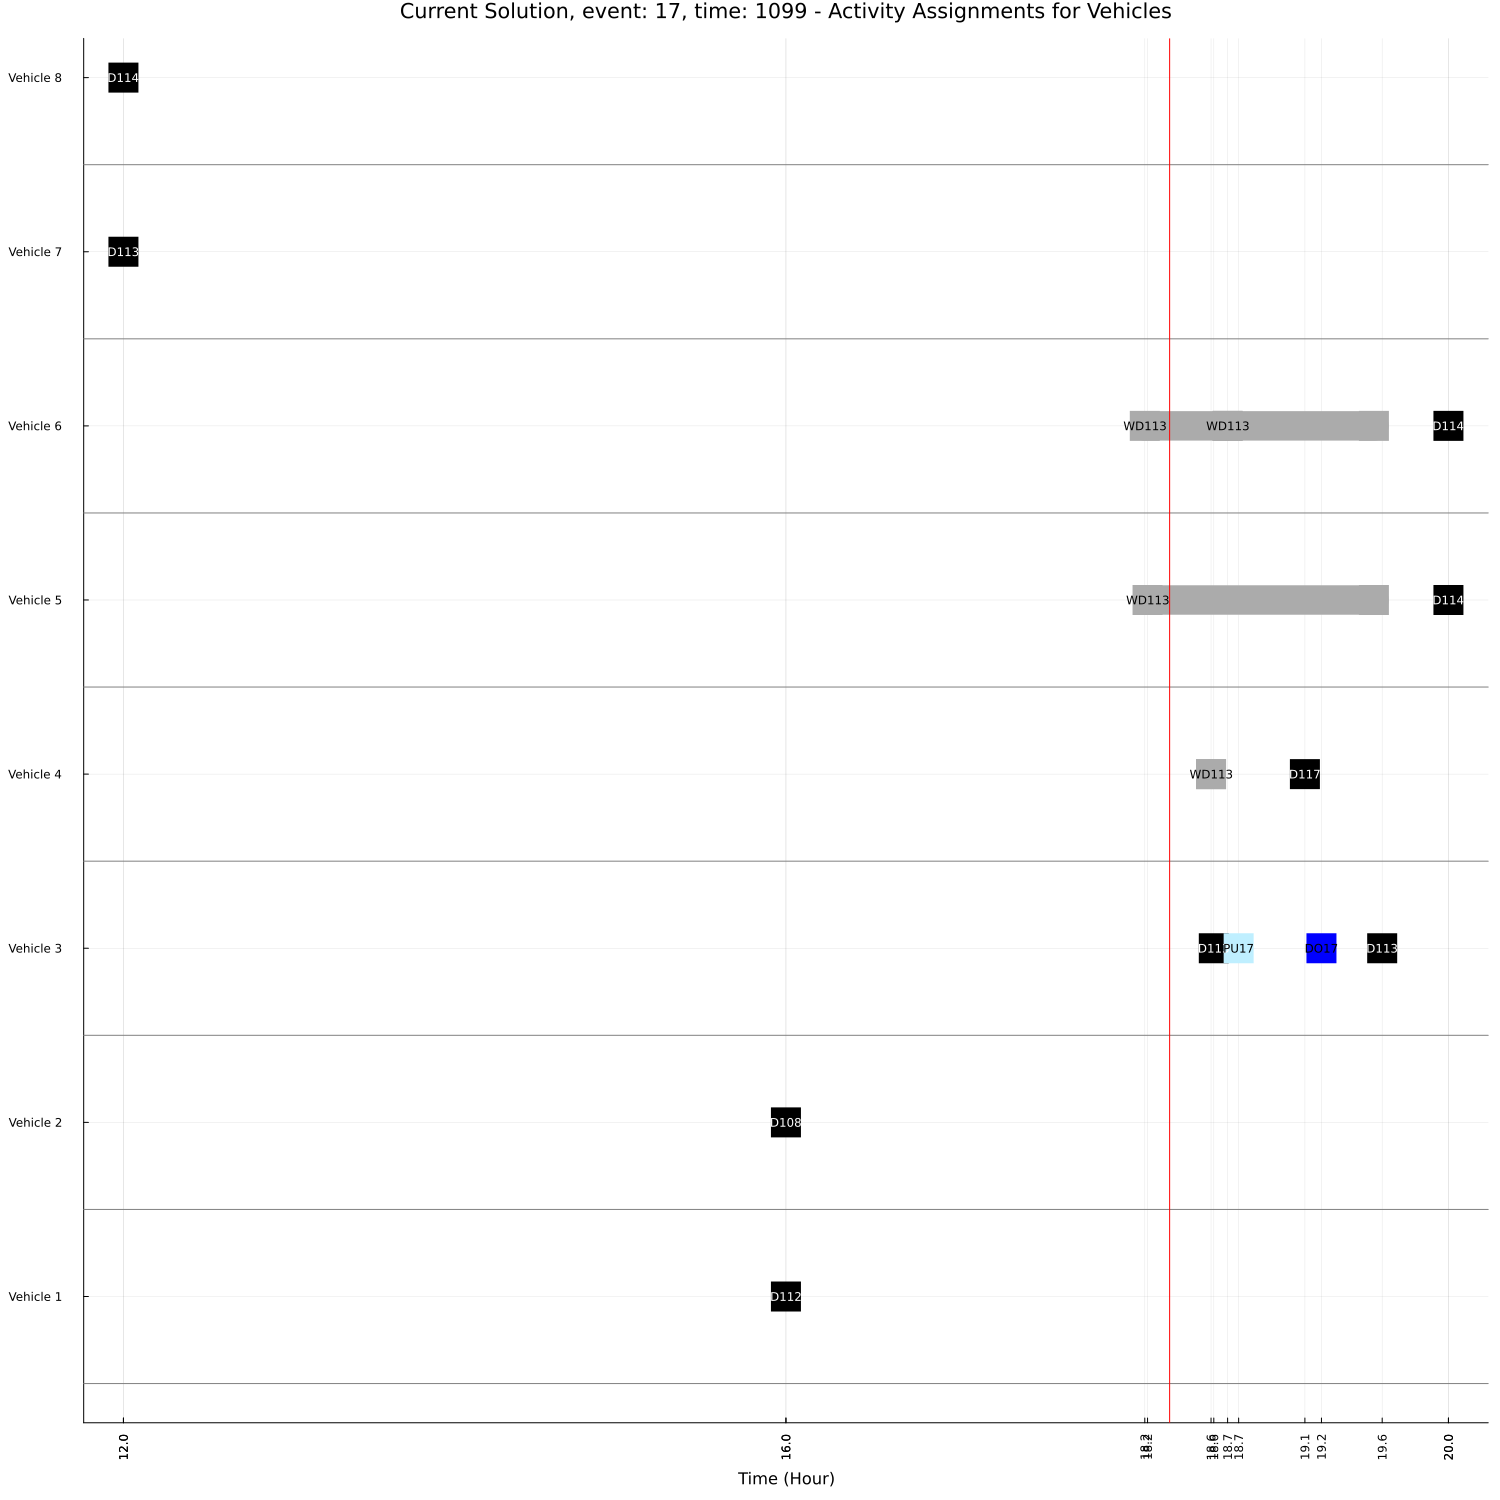 Current Solution, event: 17, time: 1099 - Activity Assignments for Vehicles
Vehicle 8
D114
Vehicle 7
D113
Vehicle 6
WD113
WD113
D114
Vehicle 5
WD113
D114
Vehicle 4
WD113
D117
Vehicle 3
PU17
DO17
D113
Vehicle 2
D108
Vehicle 1
D112
12.0
16.0
18.2
18.6
18.7
18.7
19.1
19.2
19.6
20.0
Time (Hour)